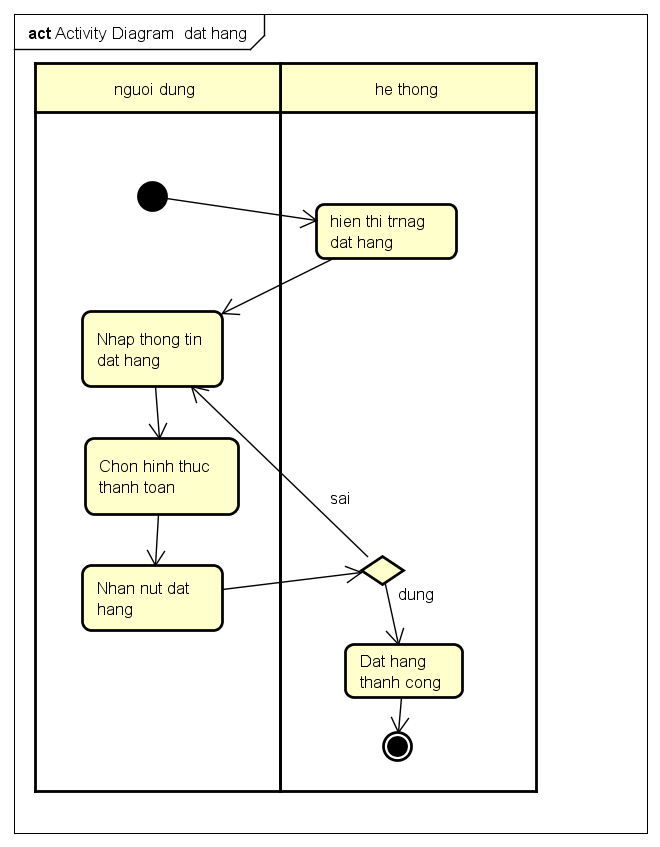 act Activity Diagram dat hang
nguoi dung
he thong
hien thi trnag
dat hang
Nhap thong tin
dat hang
Chon hinh thuc
thanh toan
sai
Nhan nut dat
hang
dung
Dat hang
thanh cong